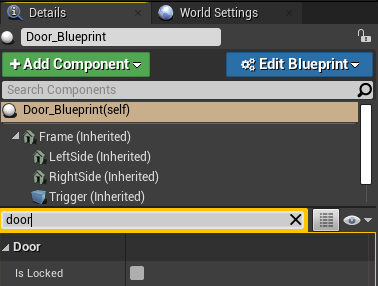 Details
World Settings
Door_Blueprint
Add Component
Edit Blueprint
Search Components
Door_Blueprint(self)
Frame (Inherited)
LeftSide (Inherited)
RightSide (Inherited)
Trigger (Inherited)
door
Door
Is Locked